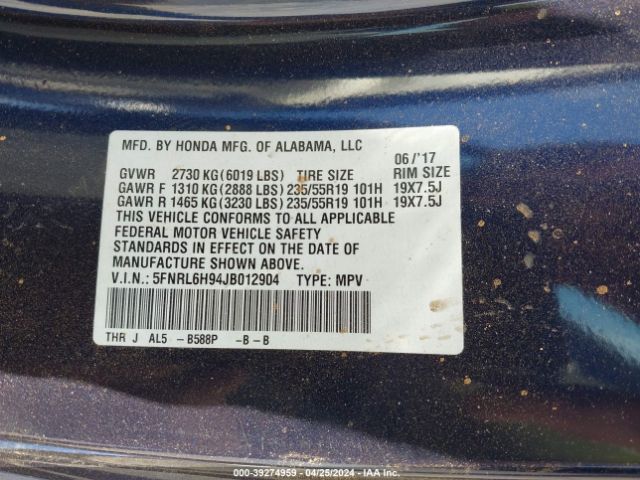 MFD. BY HONDA MFG. OF ALABAMA, LLC 06/'17
GVWR 2730 KG(6019 LBS) TIRE SIZE RIM SIZE
GAWR F 1310 KG(2888 LBS) 235/55R19 101H 19X7.5J
GAWR R 1465 KG(3230 LBS) 235/55R19 101H 19X7.5J
THIS VEHICLE CONFORMS TO ALL APPLICABLE
FEDERAL MOTOR VEHICLE SAFETY
STANDARDS IN EFFECT ON THE DATE OF
MANUFACTURE SHOWN ABOVE.
V.I.N.: 5FNRL6H94JB012904 TYPE: MPV
THR J AL5 -B588P -B-B
000-39274959 - 04/25/2024 - IAA Inc.